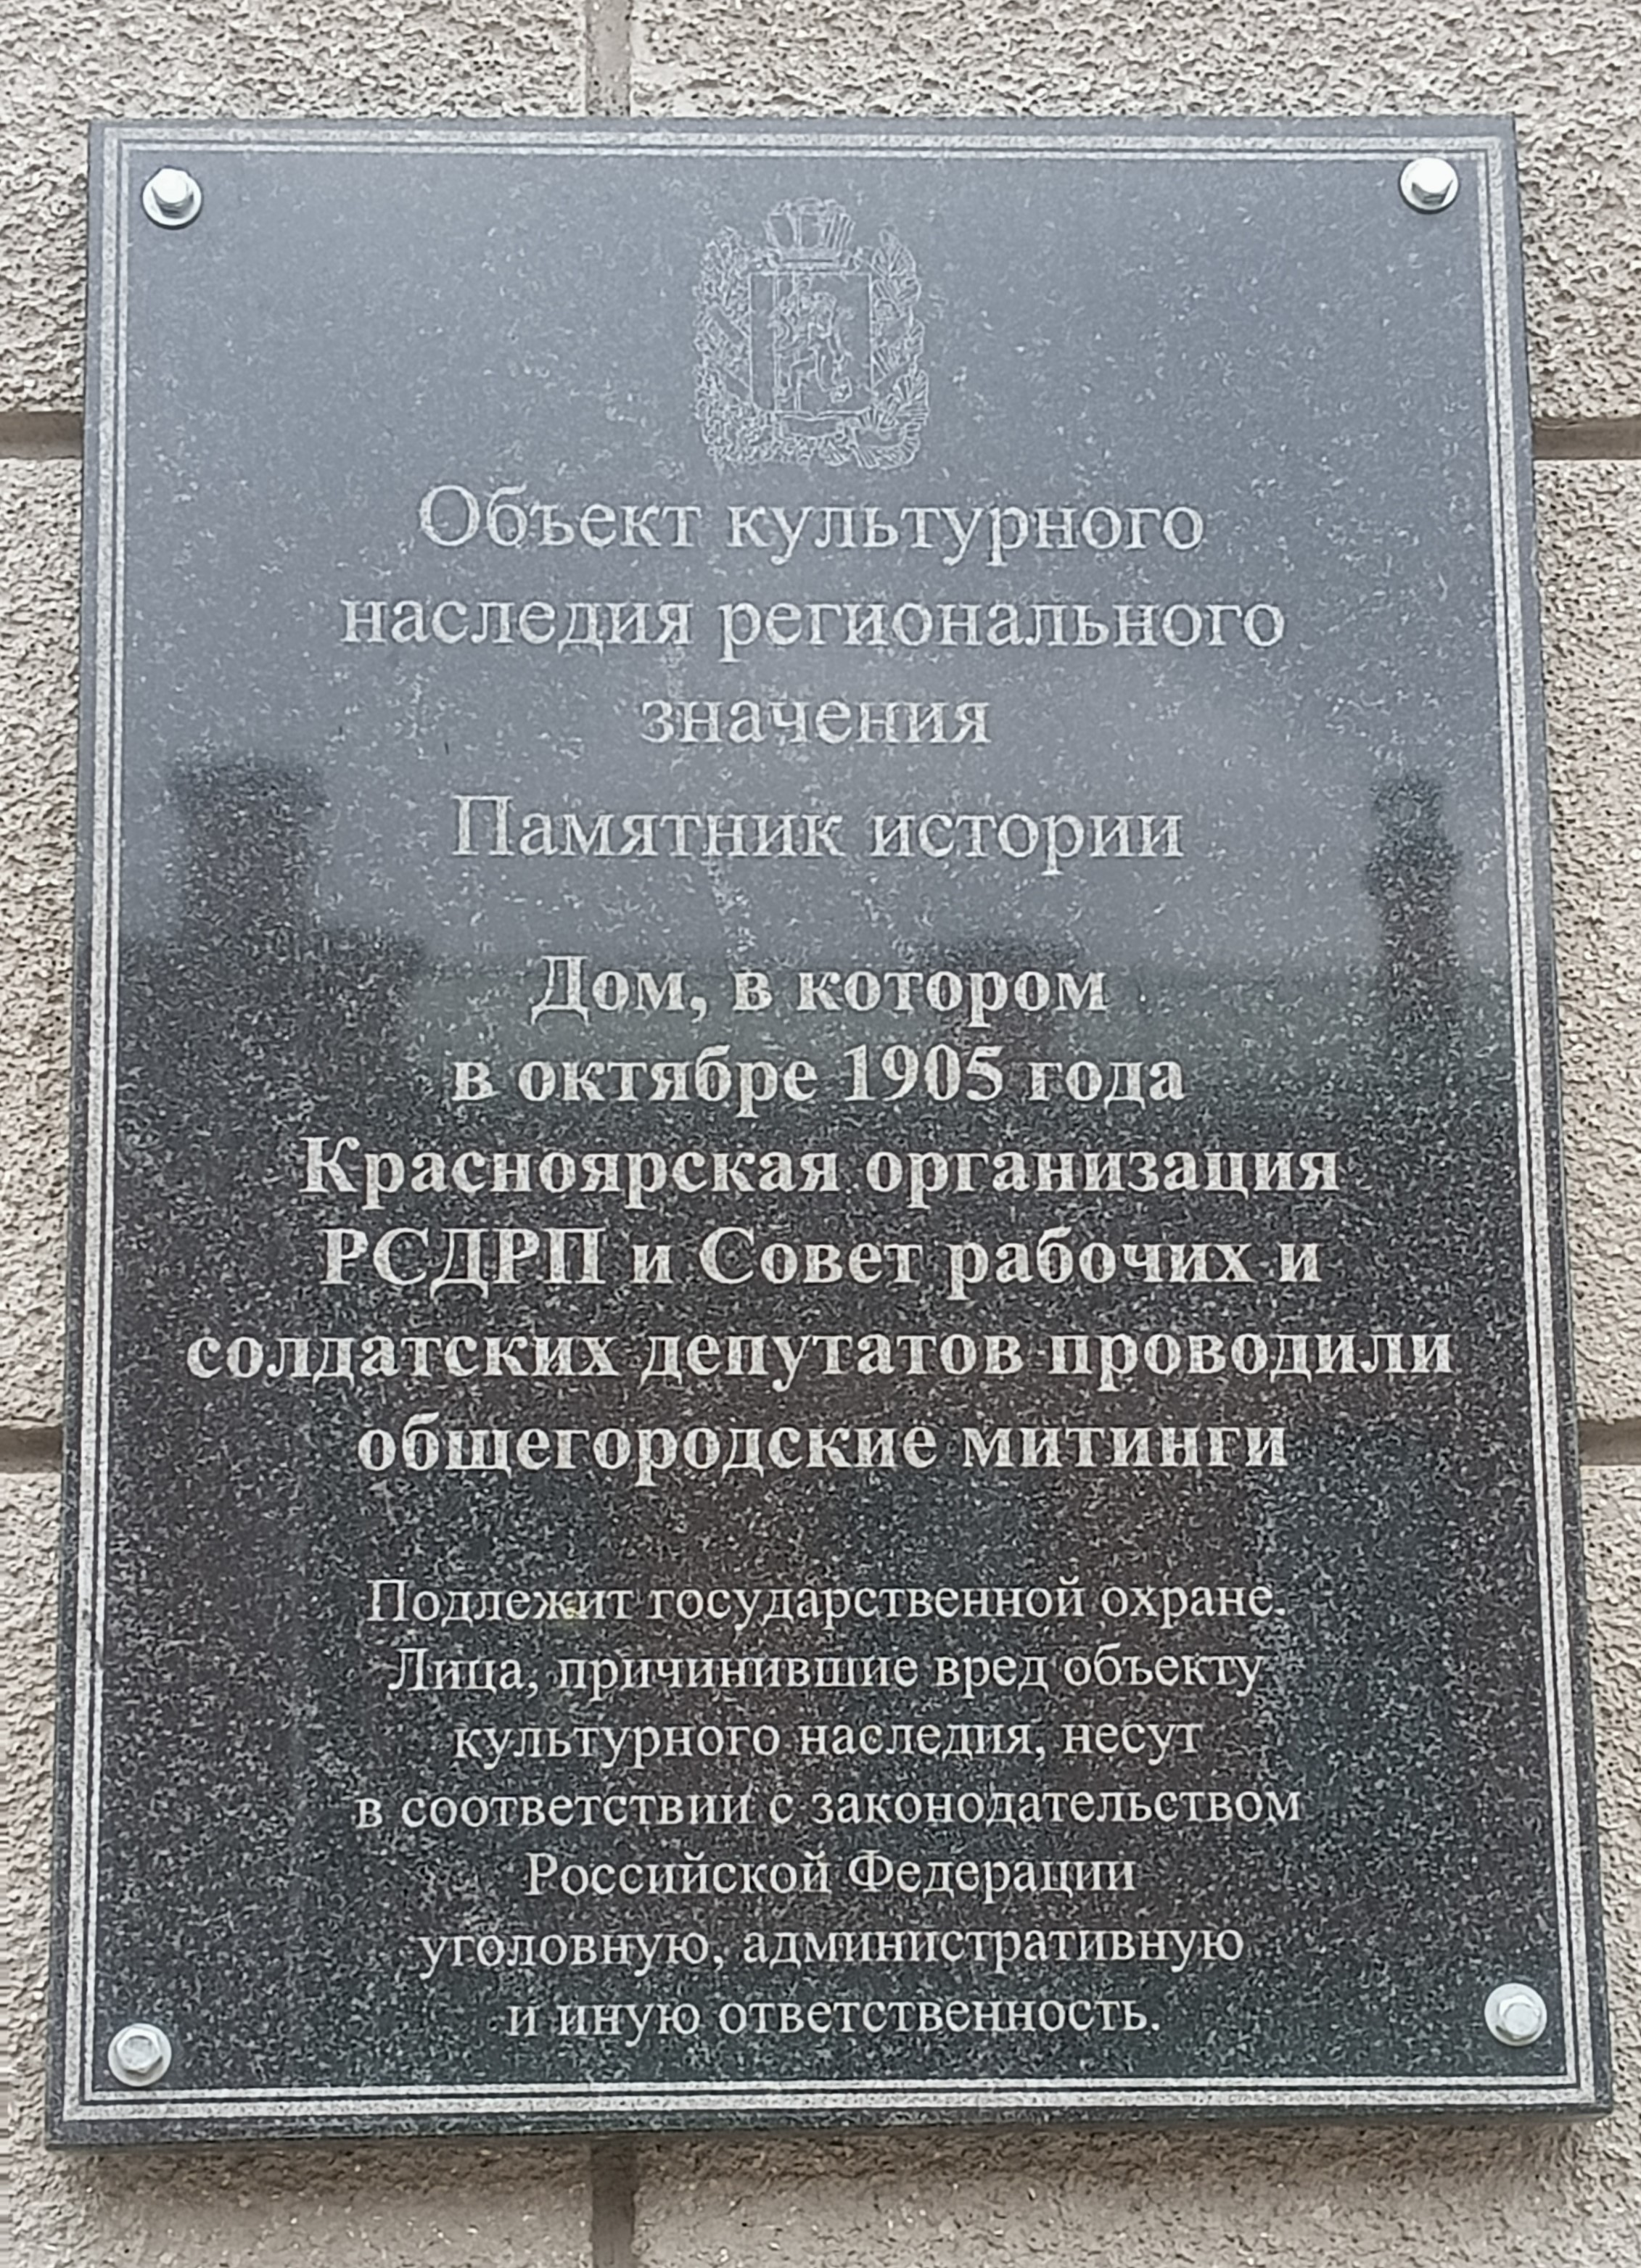 Объект культурного
наследия регионального
значения
Памятник истории
Дом, в котором
в октябре 1905 года
Красноярская организация
РСДРП и Совет рабочих и
солдатских депутатов проводили
общегородские митинги
Подлежит государственной охране.
Лица, причинившие вред объекту
культурного наследия, несут
в соответствии с законодательством
Российской Федерации
уголовную, административную
и иную ответственность.